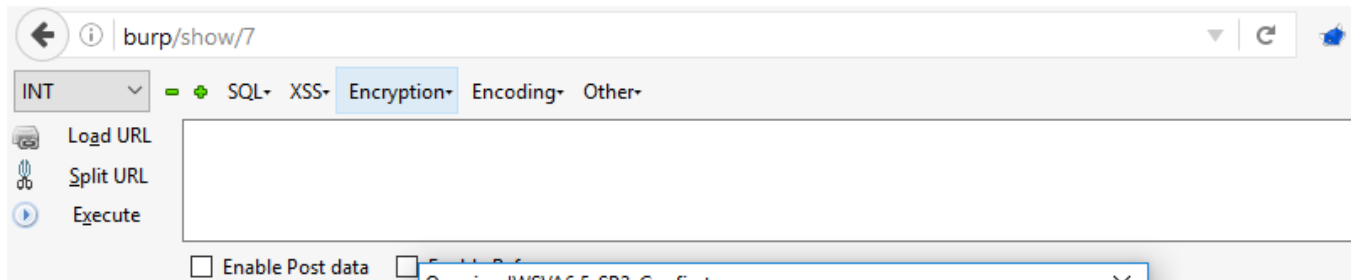 burp/show/7
INT SQL XSS Encryption Encoding Other
Load URL
Split URL
Execute
Enable Post data